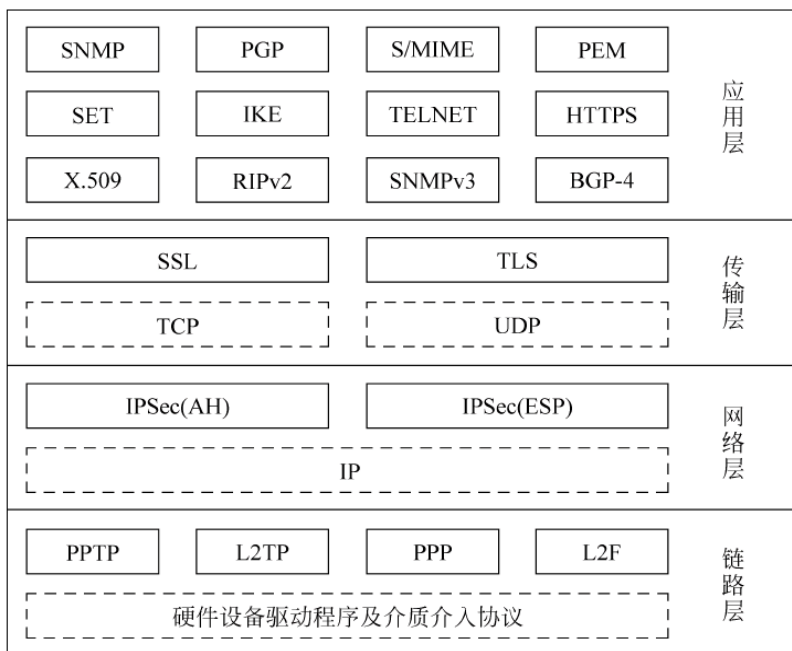 SNMP PGP S/MIME PEM
SET IKE TELNET HTTPS
X.509 RIPv2 SNMPv3 BGP-4
应用层
SSL TLS
TCP UDP
传输层
IPSec(AH) IPSec(ESP)
IP
网络层
PPTP L2TP PPP L2F
硬件设备驱动程序及介质介入协议
链路层